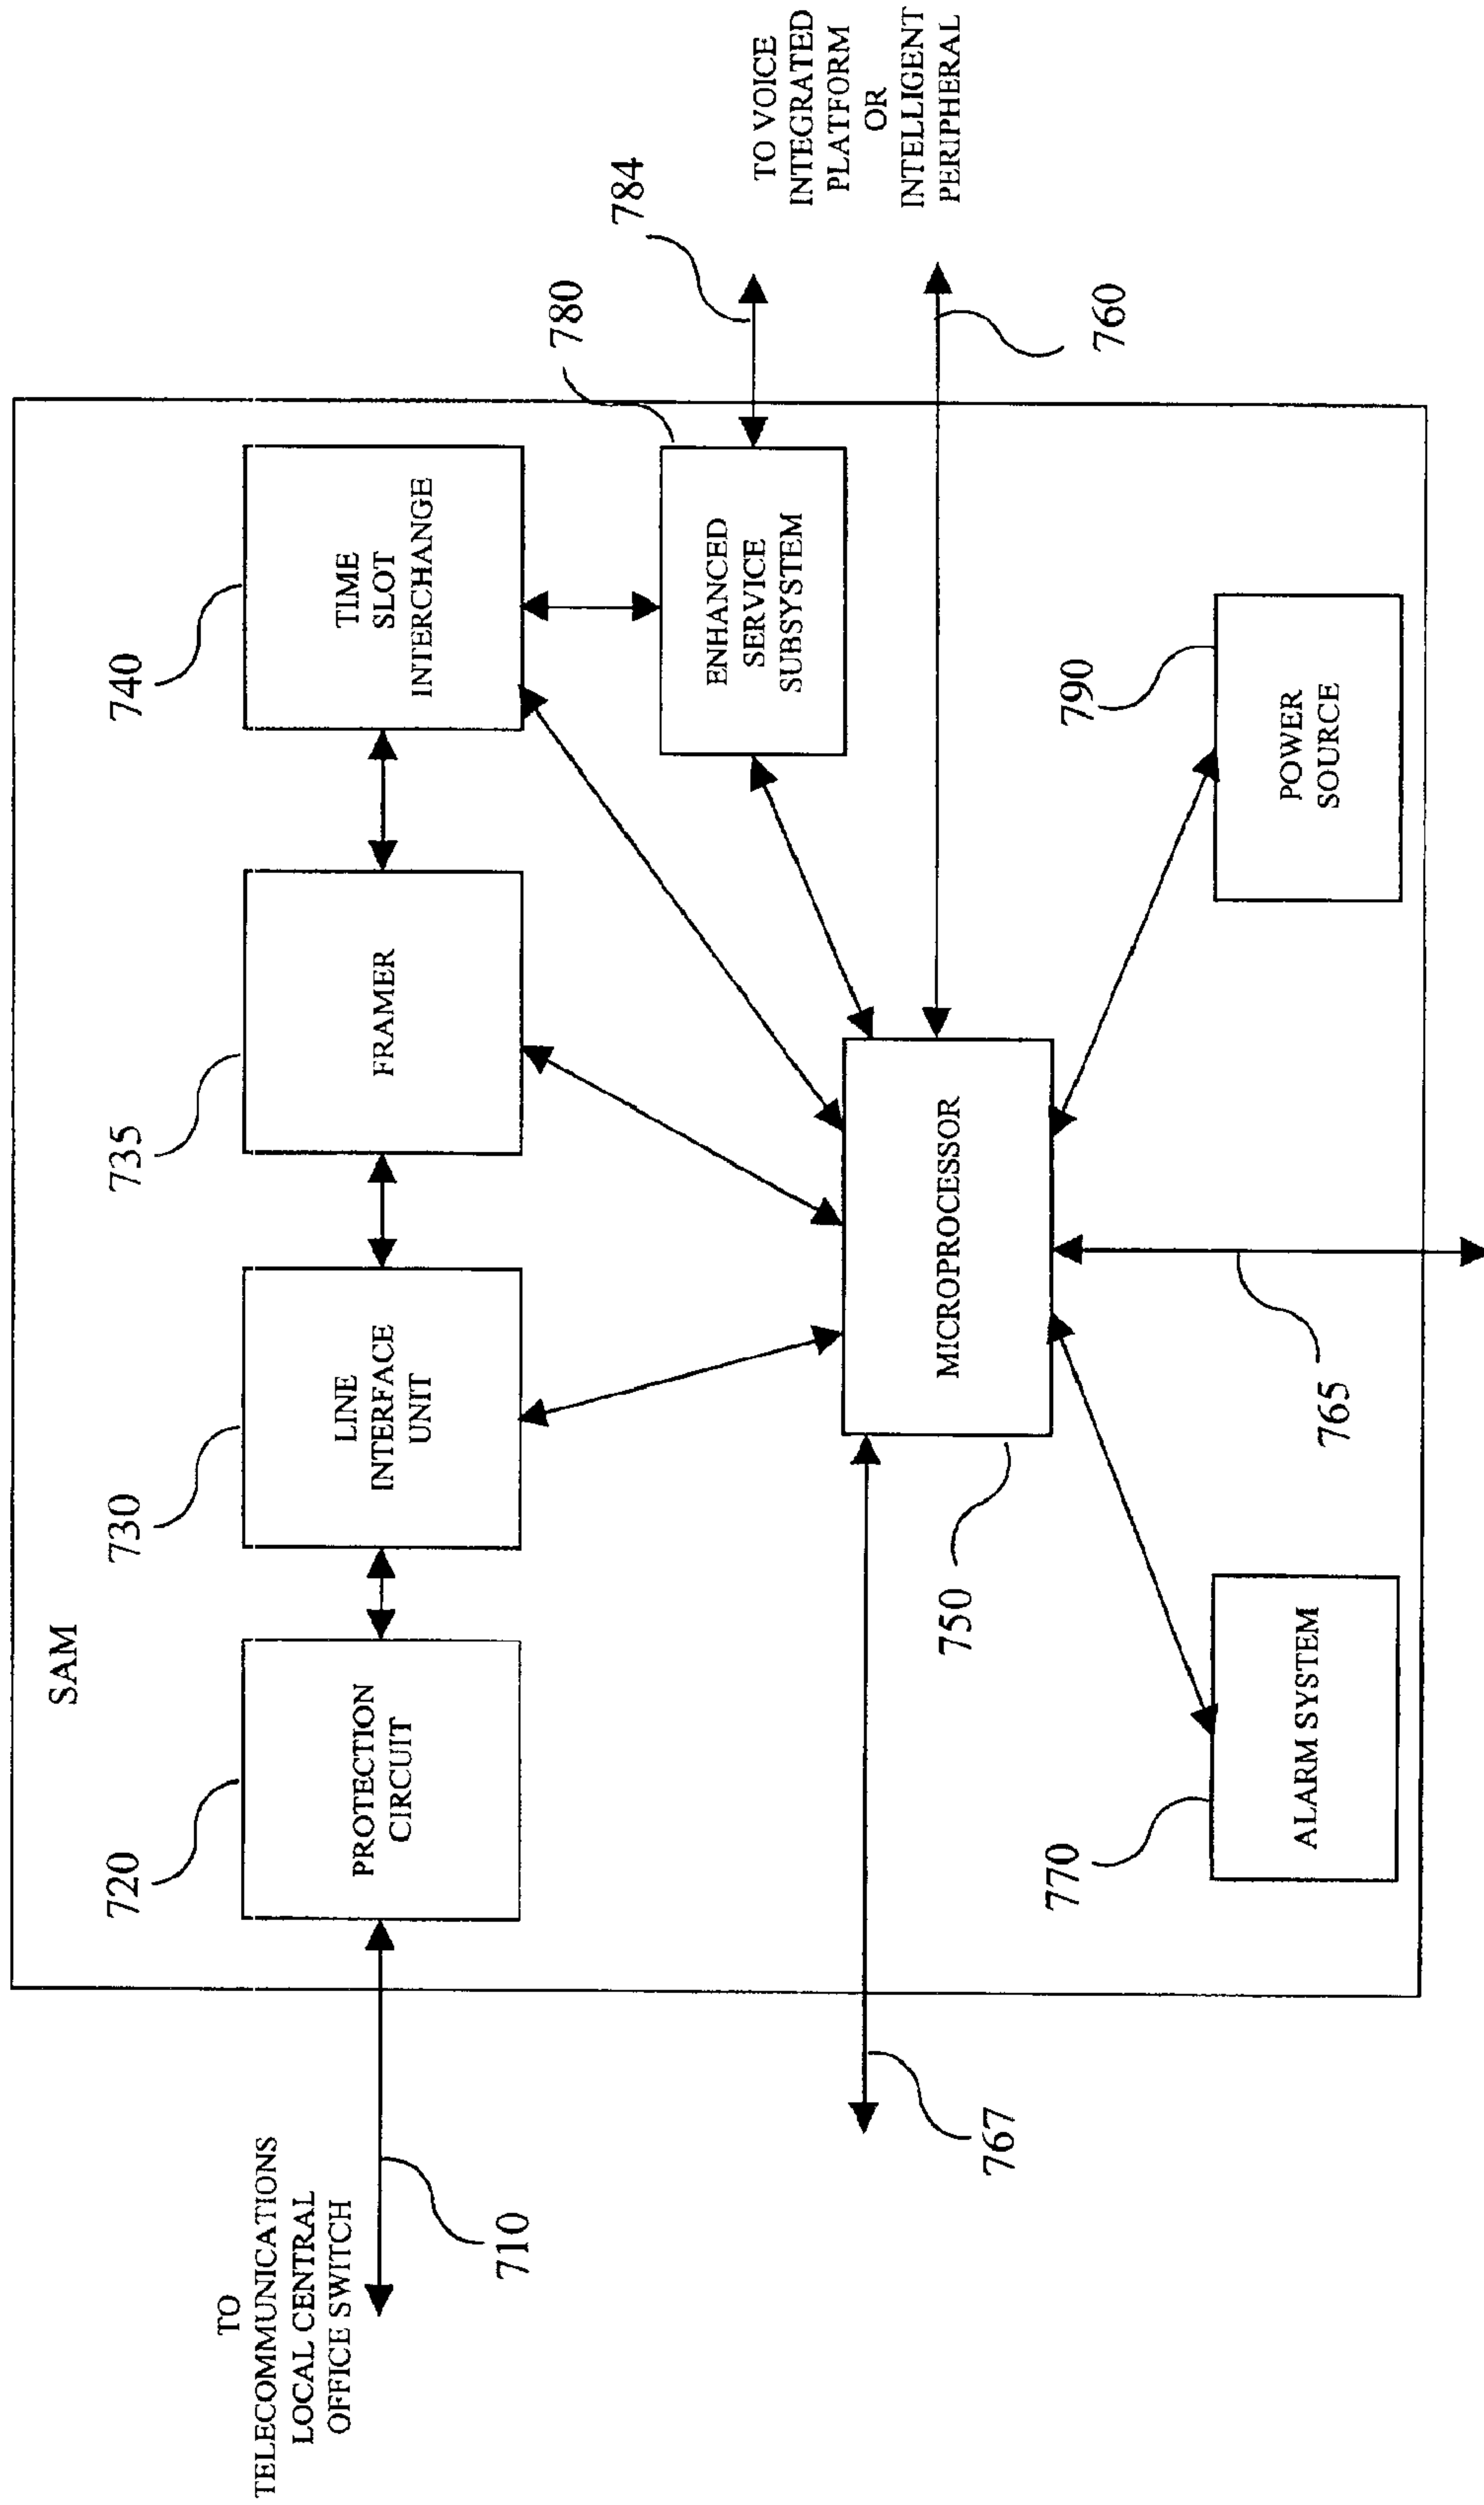 SAM
720
730
735
740
TO
TELECOMMUNICATIONS
LOCAL CENTRAL
OFFICE SWITCH
710
PROTECTION
CIRCUIT
LINE
INTERFACE
UNIT
FRAMER
TIME
SLOT
INTERCHANGE
780
784
ENHANCED
SERVICE
SUBSYSTEM
TO VOICE
INTEGRATED
PLATFORM
OR
INTELLIGENT
PERIPHERAL
767
750
MICROPROCESSOR
760
770
ALARM SYSTEM
765
790
POWER
SOURCE